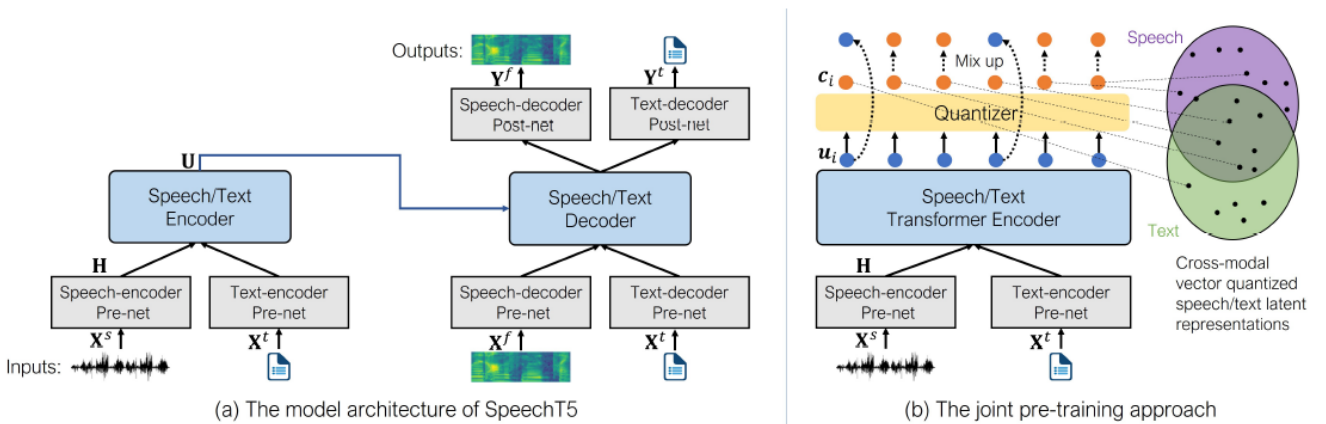 Outputs:
Y^f
Y^t
Speech-decoder
Post-net
Text-decoder
Post-net
U
Speech/Text
Encoder
Speech/Text
Decoder
H
Speech-encoder
Pre-net
Text-encoder
Pre-net
Speech-decoder
Pre-net
Text-decoder
Pre-net
X^s
X^t
X^f
X^t
Inputs:
(a) The model architecture of SpeechT5
Mix up
c_i
Quantizer
u_i
Speech/Text
Transformer Encoder
H
Speech-encoder
Pre-net
Text-encoder
Pre-net
X^s
X^t
Speech
Text
Cross-modal
vector quantized
speech/text latent
representations
(b) The joint pre-training approach